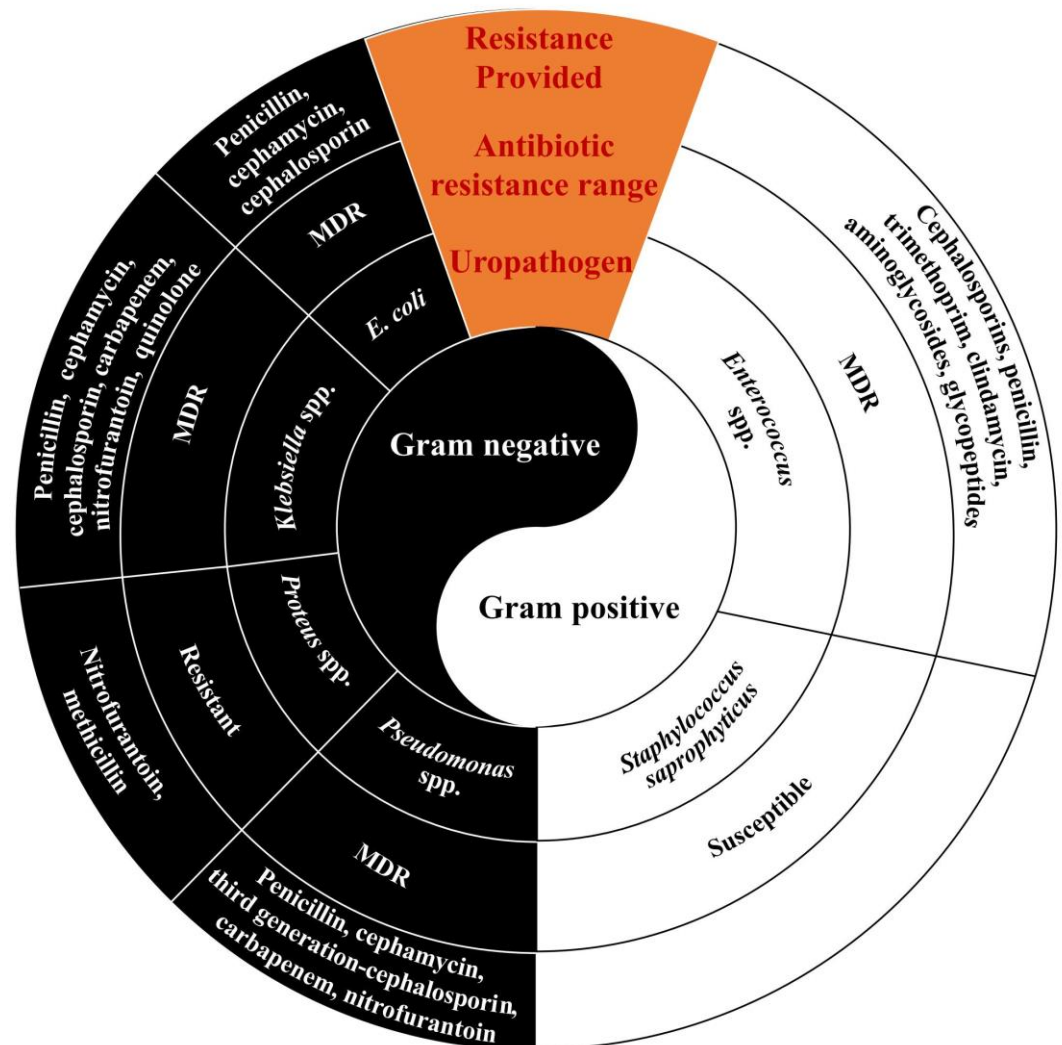 Resistance
Provided
Antibiotic
resistance range
Uropathogen
Penicillin,
cephamycin,
cephalosporin
MDR
E. coli
Penicillin, cephamycin,
cephalosporin, carbapenem,
nitrofurantoin, quinolone
MDR
Klebsiella spp.
Nitrofurantoin,
methicillin
Resistant
Proteus spp.
Pseudomonas
spp.
MDR
Penicillin, cephamycin,
third generation-cephalosporin,
carbapenem, nitrofurantoin
Gram negative
Gram positive
Enterococcus
spp.
MDR
Cephalosporins, penicillin,
trimethoprim, clindamycin,
aminoglycosides, glycopeptides
Staphylococcus
saprophyticus
Susceptible